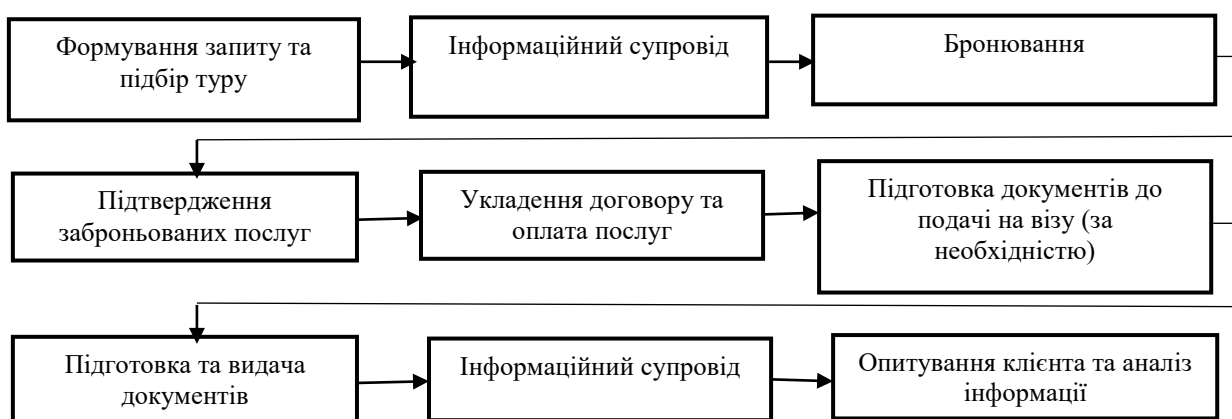 Формування запиту та
підбір туру
Інформаційний супровід
Бронювання
Підтвердження
заброньованих послуг
Укладення договору та
оплата послуг
Підготовка документів до
подачі на візу (за
необхідністю)
Підготовка та видача
документів
Інформаційний супровід
Опитування клієнта та аналіз
інформації